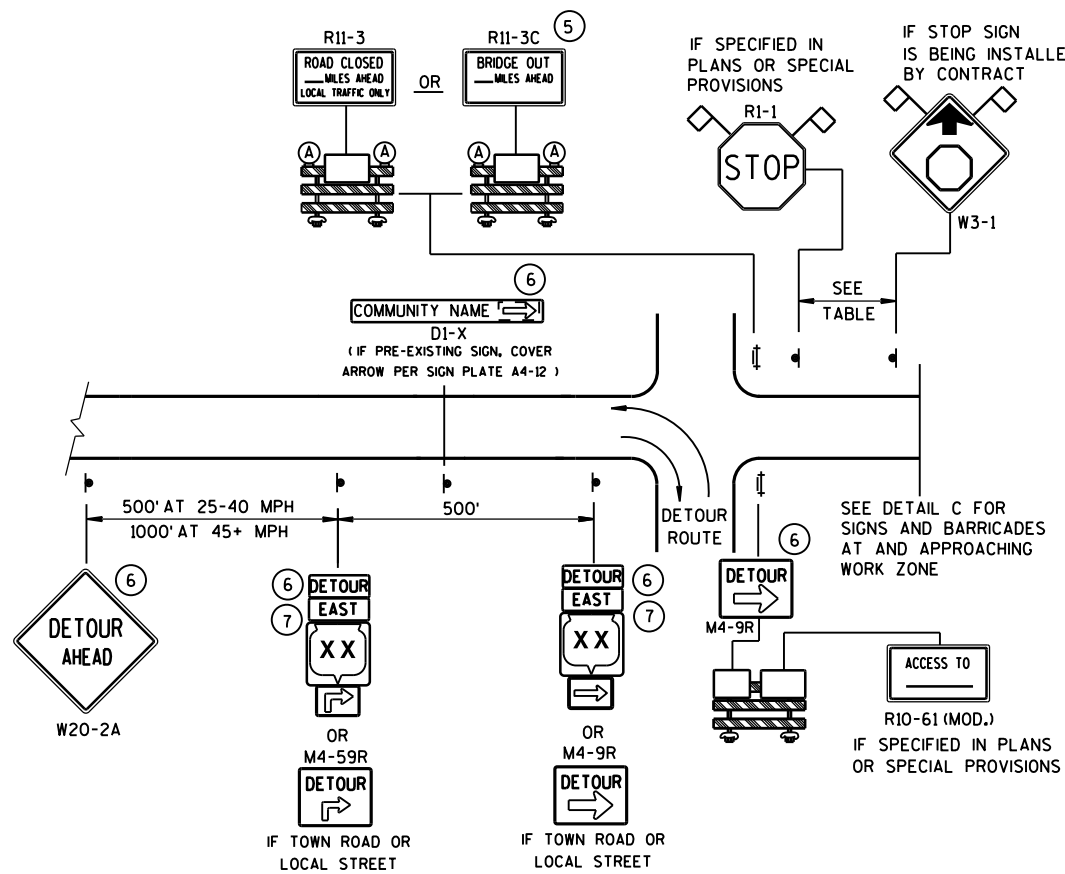 R11-3
ROAD CLOSED
___MILES AHEAD
LOCAL TRAFFIC ONLY
OR
R11-3C
BRIDGE OUT
___MILES AHEAD
5
A
A
A
A
IF SPECIFIED IN
PLANS OR SPECIAL
PROVISIONS
R1-1
STOP
IF STOP SIGN
IS BEING INSTALLE
BY CONTRACT
W3-1
SEE
TABLE
6
COMMUNITY NAME
D1-X
(IF PRE-EXISTING SIGN, COVER
ARROW PER SIGN PLATE A4-12 )
500' AT 25-40 MPH
1000' AT 45+ MPH
500'
DETOUR
ROUTE
SEE DETAIL C FOR
SIGNS AND BARRICADES
AT AND APPROACHING
WORK ZONE
6
DETOUR
AHEAD
W20-2A
6
7
DETOUR
EAST
XX
OR
M4-59R
DETOUR
IF TOWN ROAD OR
LOCAL STREET
DETOUR
EAST
XX
6
7
OR
M4-9R
DETOUR
IF TOWN ROAD OR
LOCAL STREET
6
DETOUR
M4-9R
ACCESS TO
________
R10-61 (MOD.)
IF SPECIFIED IN PLANS
OR SPECIAL PROVISIONS